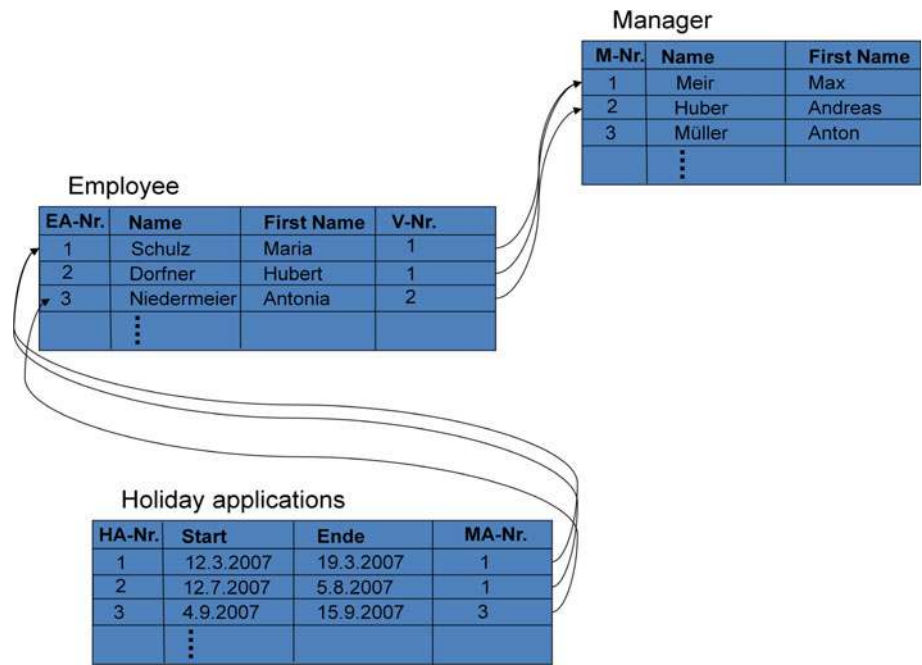 Manager
M-Nr. Name First Name
1 Meir Max
2 Huber Andreas
3 Müller Anton
Employee
EA-Nr. Name First Name V-Nr.
1 Schulz Maria 1
2 Dorfner Hubert 1
3 Niedermeier Antonia 2
Holiday applications
HA-Nr. Start Ende MA-Nr.
1 12.3.2007 19.3.2007 1
2 12.7.2007 5.8.2007 1
3 4.9.2007 15.9.2007 3